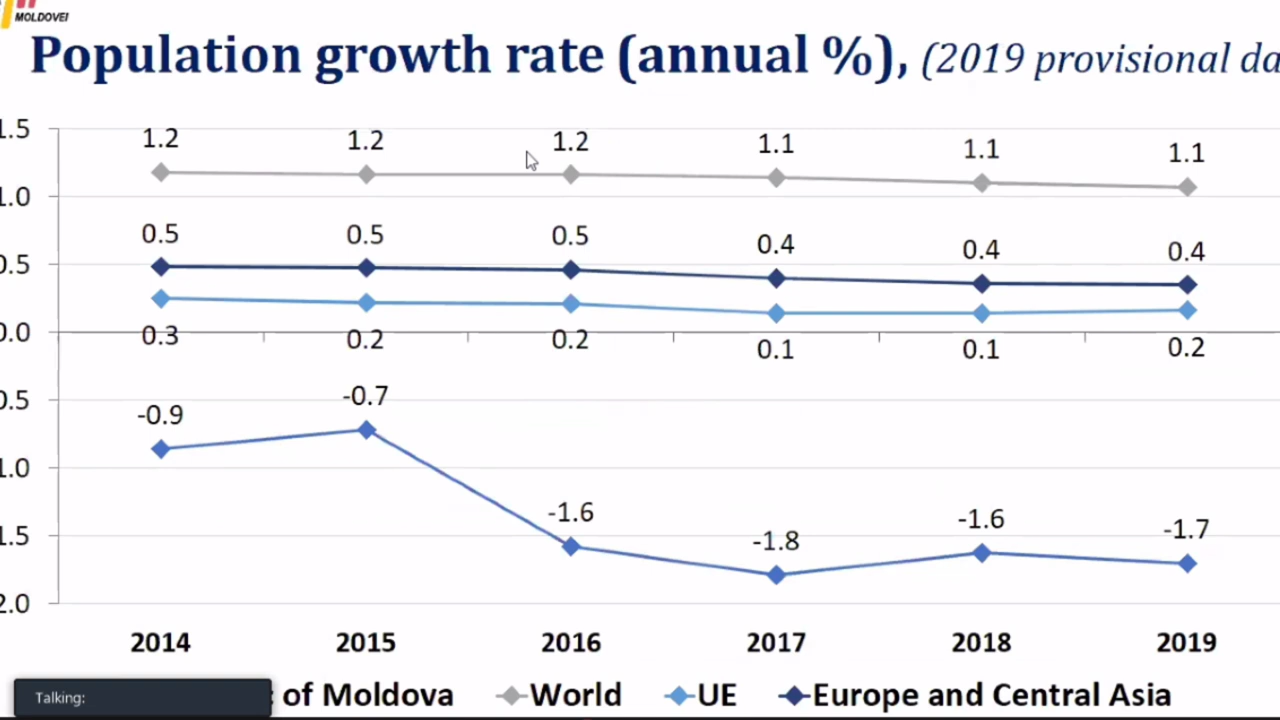 MOLDOVEI
Population growth rate (annual %), (2019 provisional da
1.5
1.2 1.2 1.2 1.1 1.1 1.1
1.0
0.5 0.5 0.5 0.4 0.4 0.4
0.5
0.0
0.3 0.2 0.2 0.1 0.1 0.2
0.5
-0.9 -0.7
1.0
-1.6 -1.8 -1.6 -1.7
1.5
2.0
2014 2015 2016 2017 2018 2019
Talking:
of Moldova World UE Europe and Central Asia